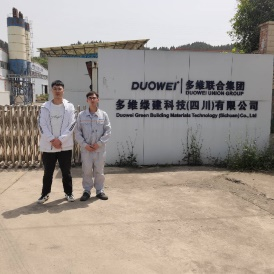 DUOWEI 多维联合集团
DUOWEI UNION GROUP
多维绿建科技(四川)有限公司
Duowei Green Building Materials Technology (Sichuan) Co.,Ltd